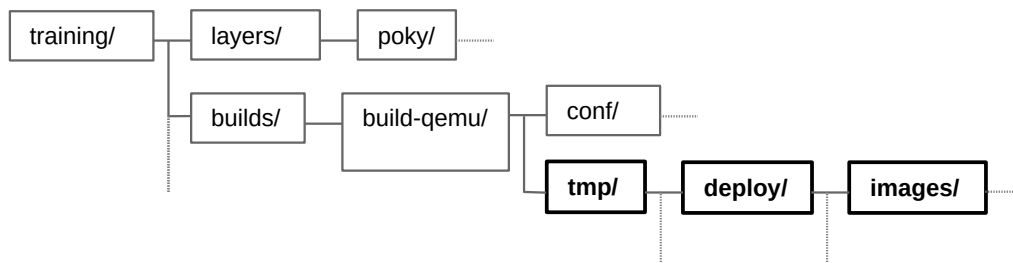 training/
layers/
poky/
builds/
build-qemu/
conf/
tmp/
deploy/
images/